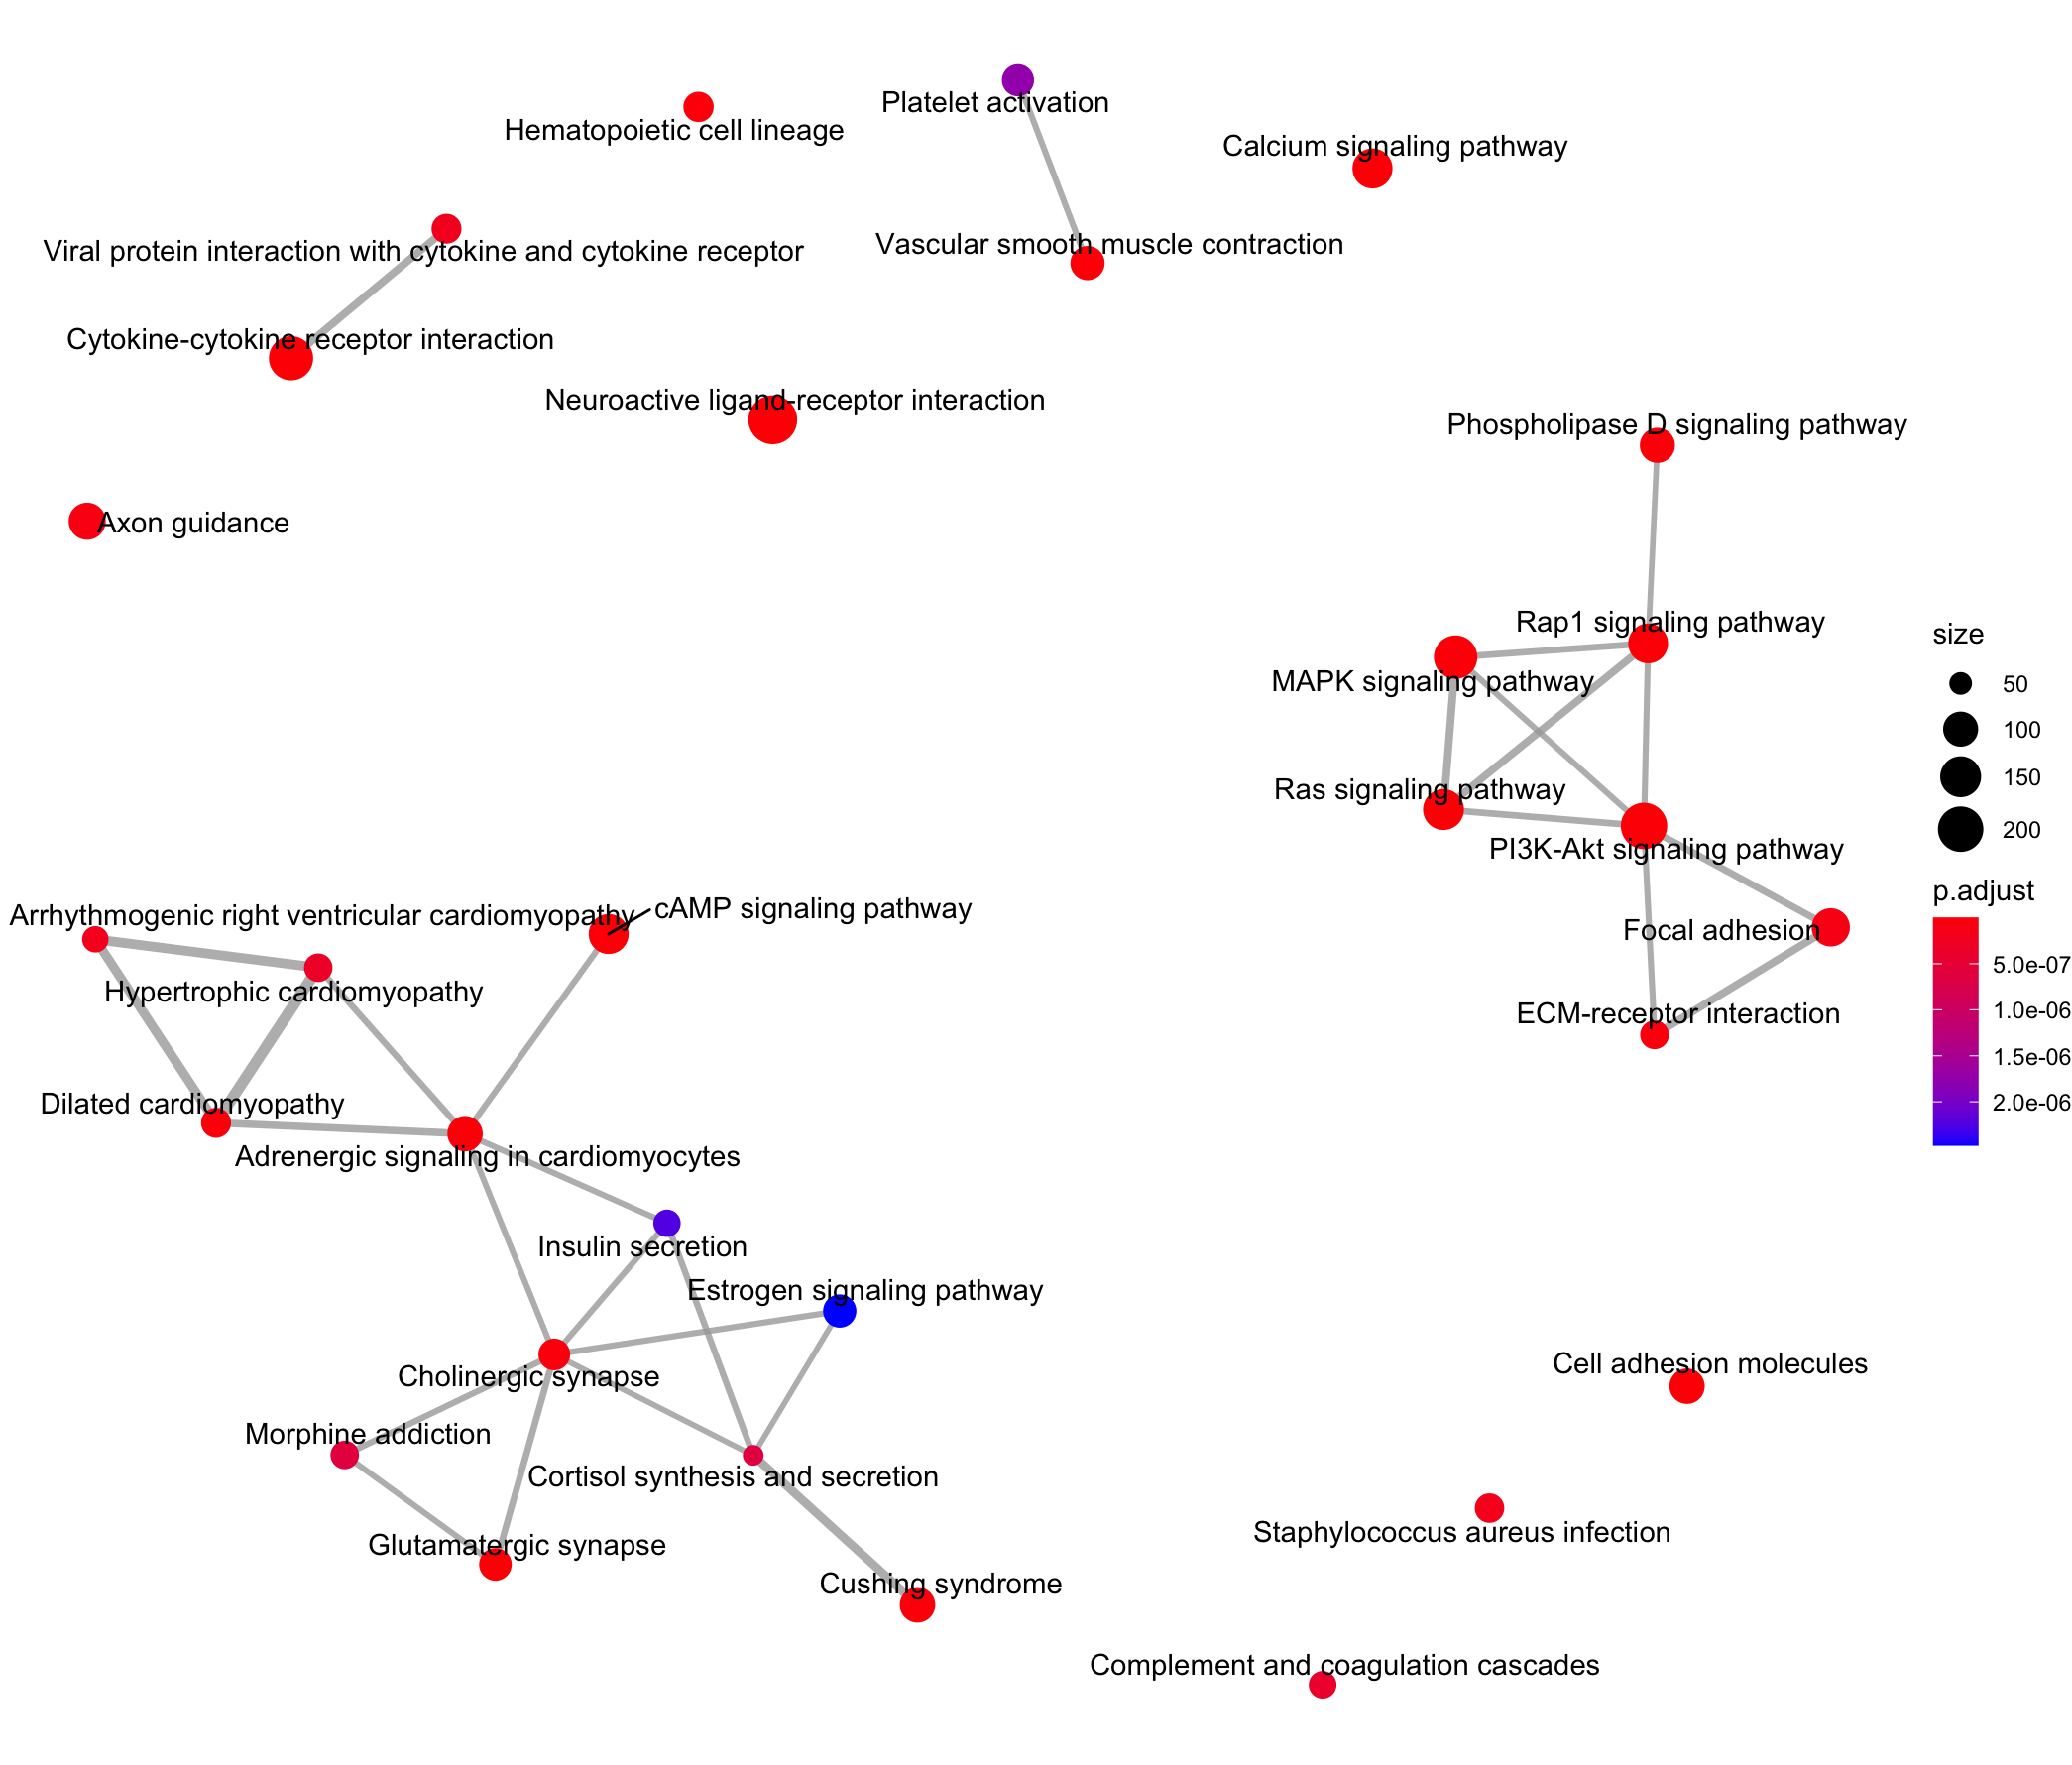 Platelet activation
Hematopoietic cell lineage
Calcium signaling pathway
Vascular smooth muscle contraction
Viral protein interaction with cytokine and cytokine receptor
Cytokine-cytokine receptor interaction
Neuroactive ligand-receptor interaction
Phospholipase D signaling pathway
Axon guidance
Rap1 signaling pathway
MAPK signaling pathway
Ras signaling pathway
PI3K-Akt signaling pathway
Focal adhesion
ECM-receptor interaction
size
50
100
150
200
p.adjust
5.0e-07
1.0e-06
1.5e-06
2.0e-06
cAMP signaling pathway
Arrhythmogenic right ventricular cardiomyopathy
Hypertrophic cardiomyopathy
Dilated cardiomyopathy
Adrenergic signaling in cardiomyocytes
Insulin secretion
Estrogen signaling pathway
Cholinergic synapse
Morphine addiction
Cortisol synthesis and secretion
Glutamatergic synapse
Cushing syndrome
Cell adhesion molecules
Staphylococcus aureus infection
Complement and coagulation cascades